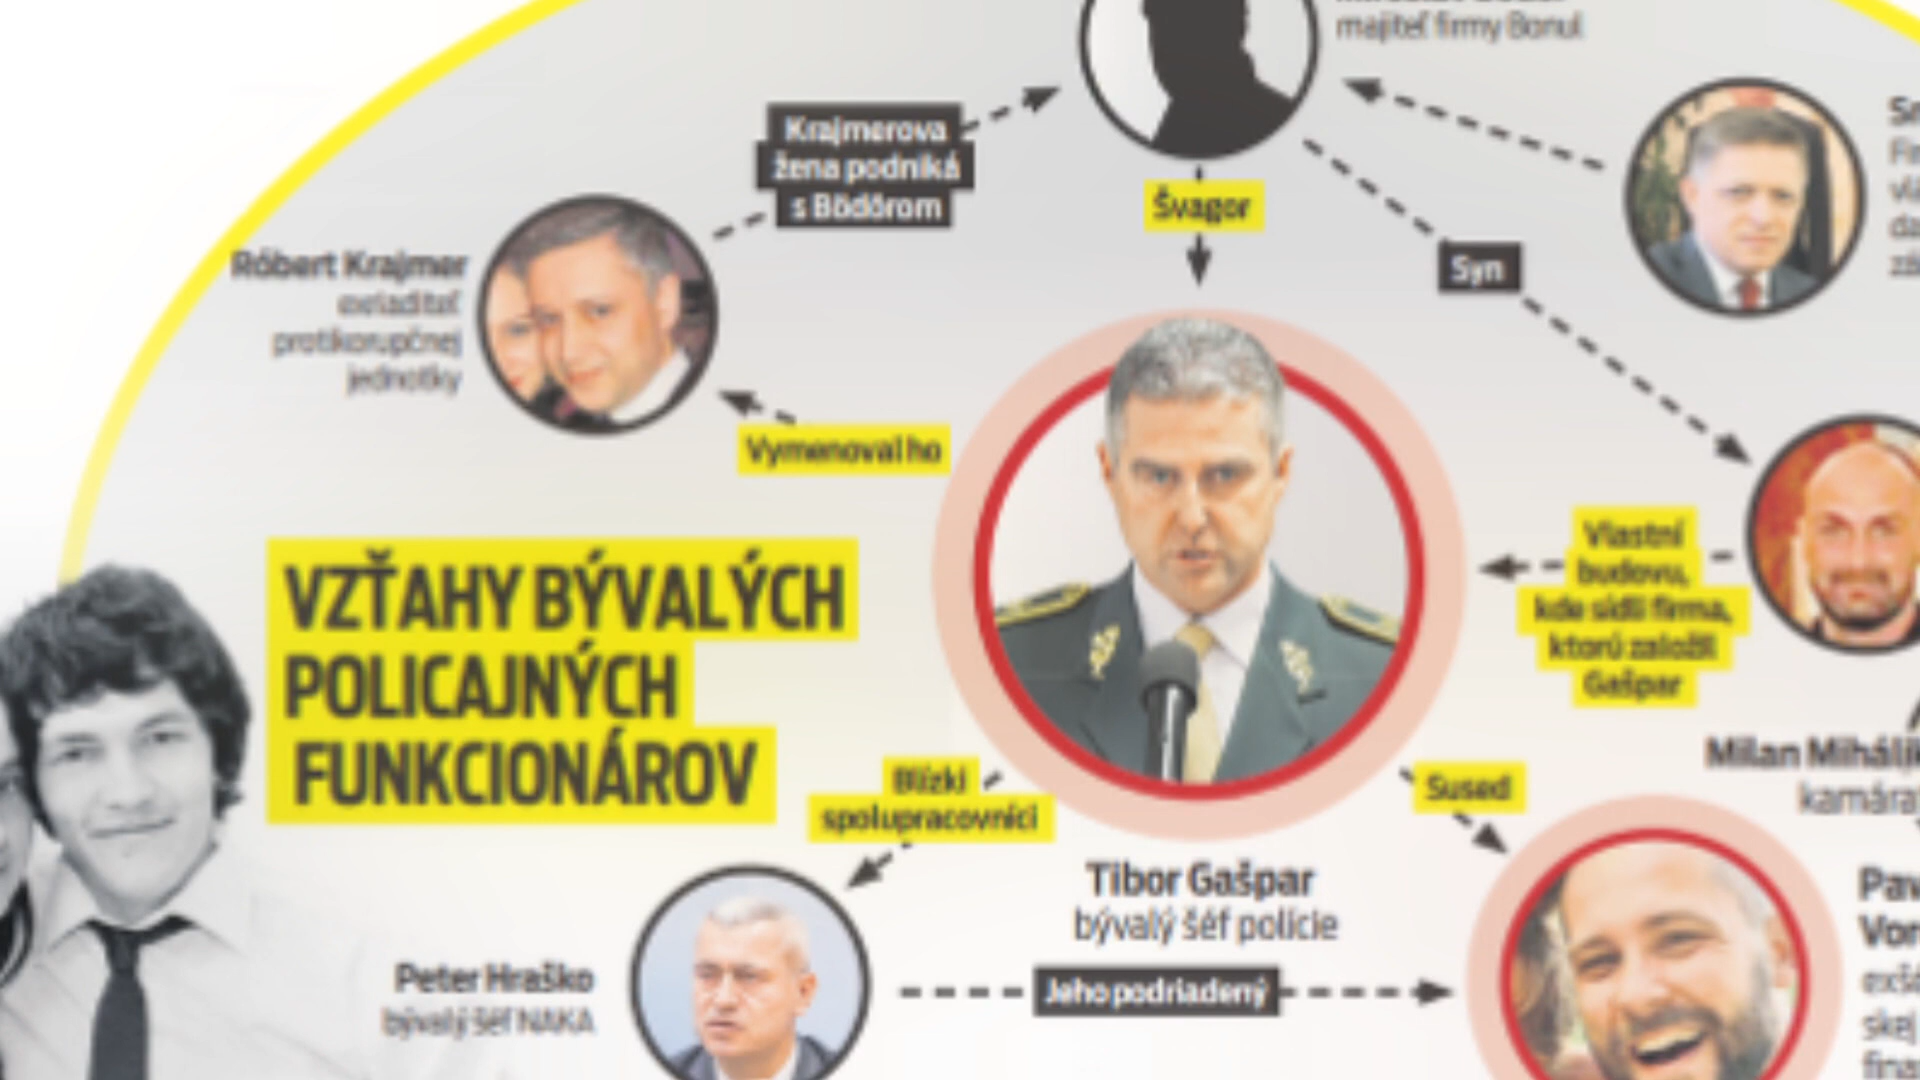 majiteľ firmy Bonul
Krajmerova
žena podniká
s Bödörom
Švagor
Syn
Róbert Krajmer
exriaditeľ
protikorupčnej
jednotky
Vymenoval ho
Vlastní
budovu,
kde sídli firma,
ktorú založil
Gašpar
VZŤAHY BÝVALÝCH
POLICAJNÝCH
FUNKCIONÁROV
Blízki
spolupracovníci
Sused
Milan Mihálik
Tibor Gašpar
bývalý šéf polície
Peter Hraško
bývalý šéf NAKA
Jeho podriadený